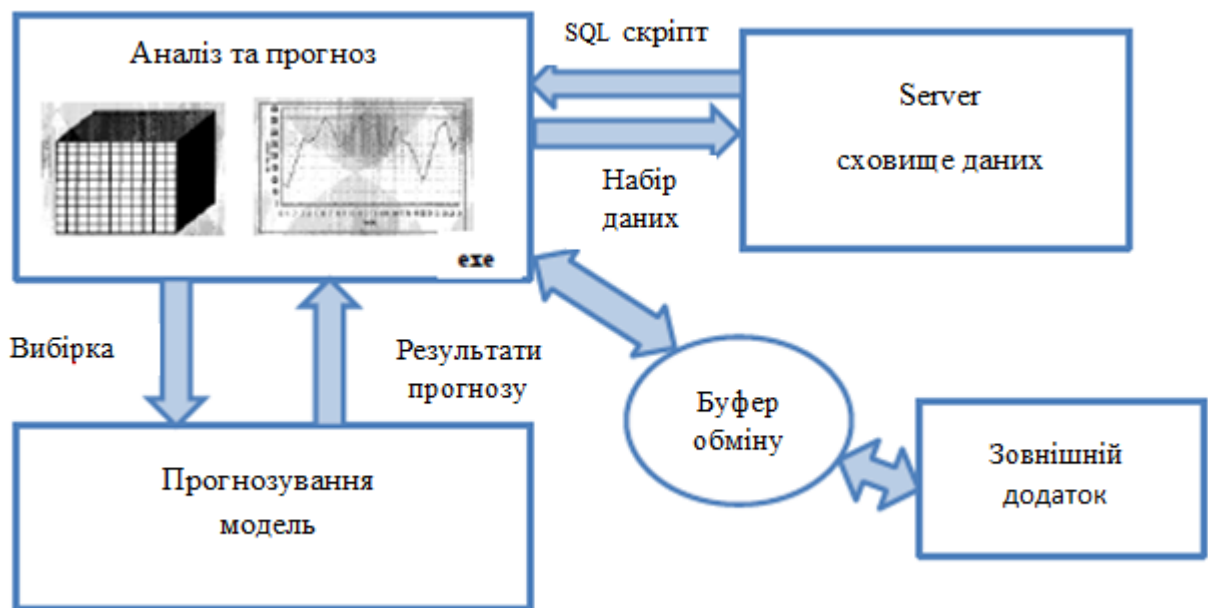 Аналіз та прогноз
exe
SQL скріпт
Набір
даних
Server
сховище даних
Вибірка
Результати
прогнозу
Прогнозування
модель
Буфер
обміну
Зовнішній
додаток